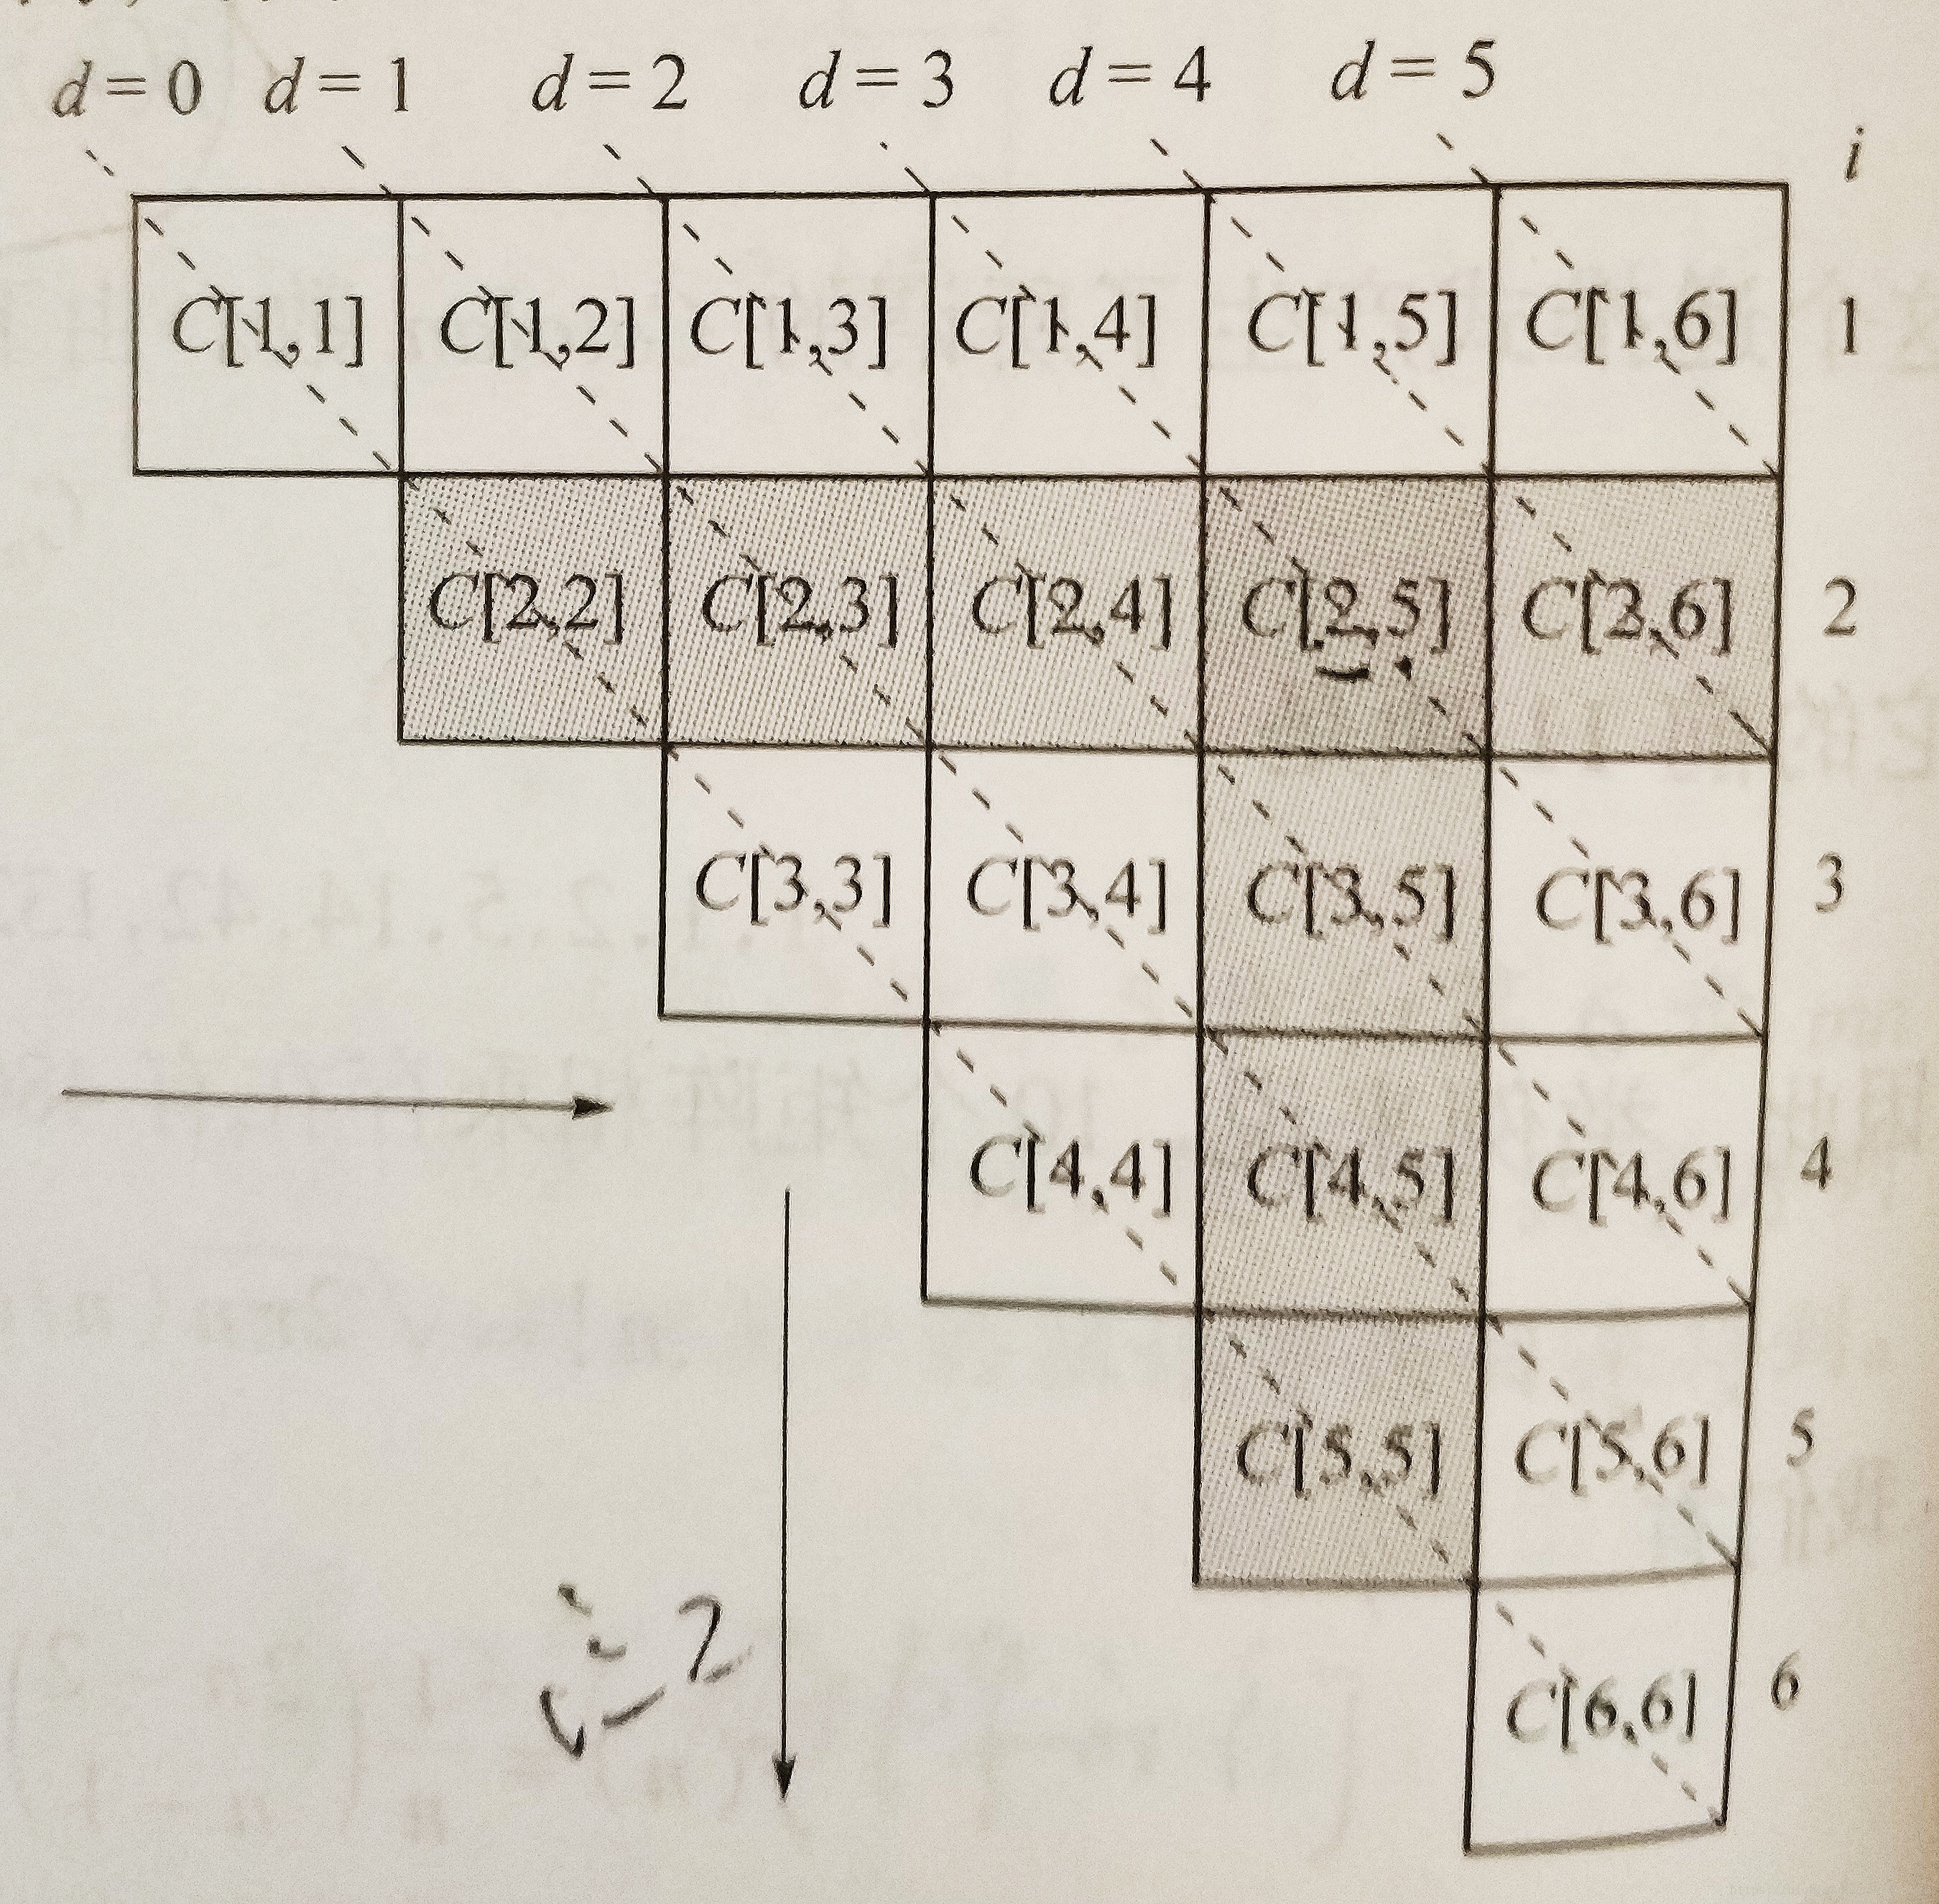 d=0 d=1 d=2 d=3 d=4 d=5
i
C[1,1] C[1,2] C[1,3] C[1,4] C[1,5] C[1,6] 1
C[2,2] C[2,3] C[2,4] C[2,5] C[2,6] 2
C[3,3] C[3,4] C[3,5] C[3,6] 3
C[4,4] C[4,5] C[4,6] 4
C[5,5] C[5,6] 5
C[6,6] 6